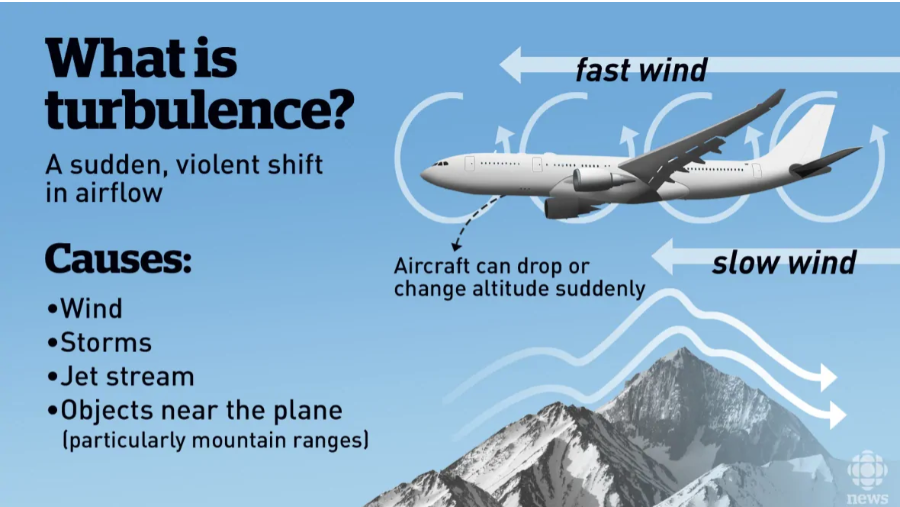 What is
turbulence?
A sudden, violent shift
in airflow
Causes:
•Wind
•Storms
•Jet stream
•Objects near the plane
(particularly mountain ranges)
fast wind
Aircraft can drop or
change altitude suddenly
slow wind
news